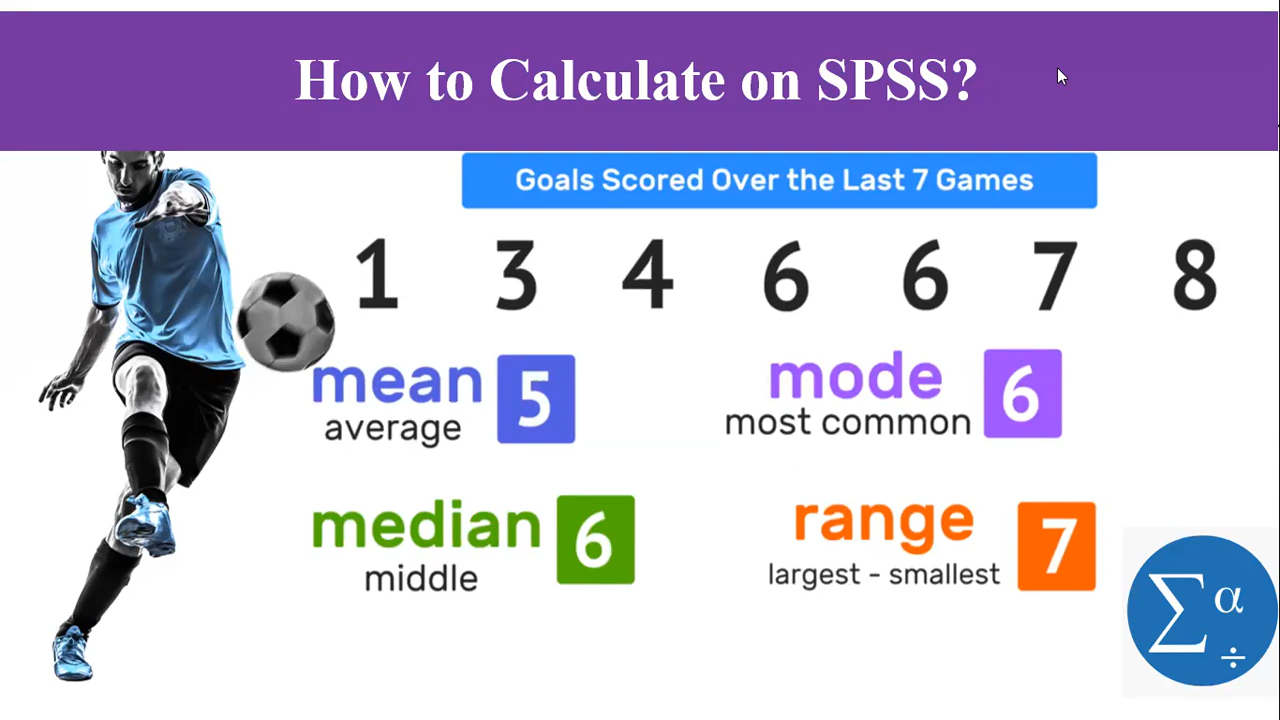 How to Calculate on SPSS?
Goals Scored Over the Last 7 Games
1 3 4 6 6 7 8
mean 5
average
mode 6
most common
median 6
middle
range 7
largest - smallest
Σ α
÷